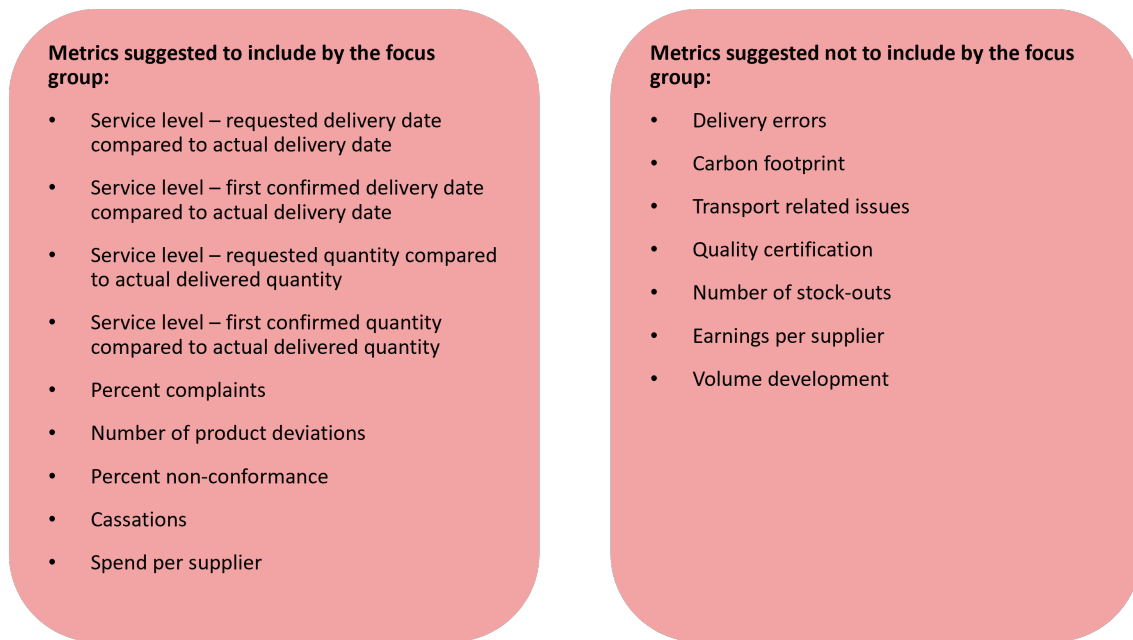 Metrics suggested to include by the focus
group:
• Service level – requested delivery date
compared to actual delivery date
• Service level – first confirmed delivery date
compared to actual delivery date
• Service level – requested quantity compared
to actual delivered quantity
• Service level – first confirmed quantity
compared to actual delivered quantity
• Percent complaints
• Number of product deviations
• Percent non-conformance
• Cassations
• Spend per supplier
Metrics suggested not to include by the focus
group:
• Delivery errors
• Carbon footprint
• Transport related issues
• Quality certification
• Number of stock-outs
• Earnings per supplier
• Volume development